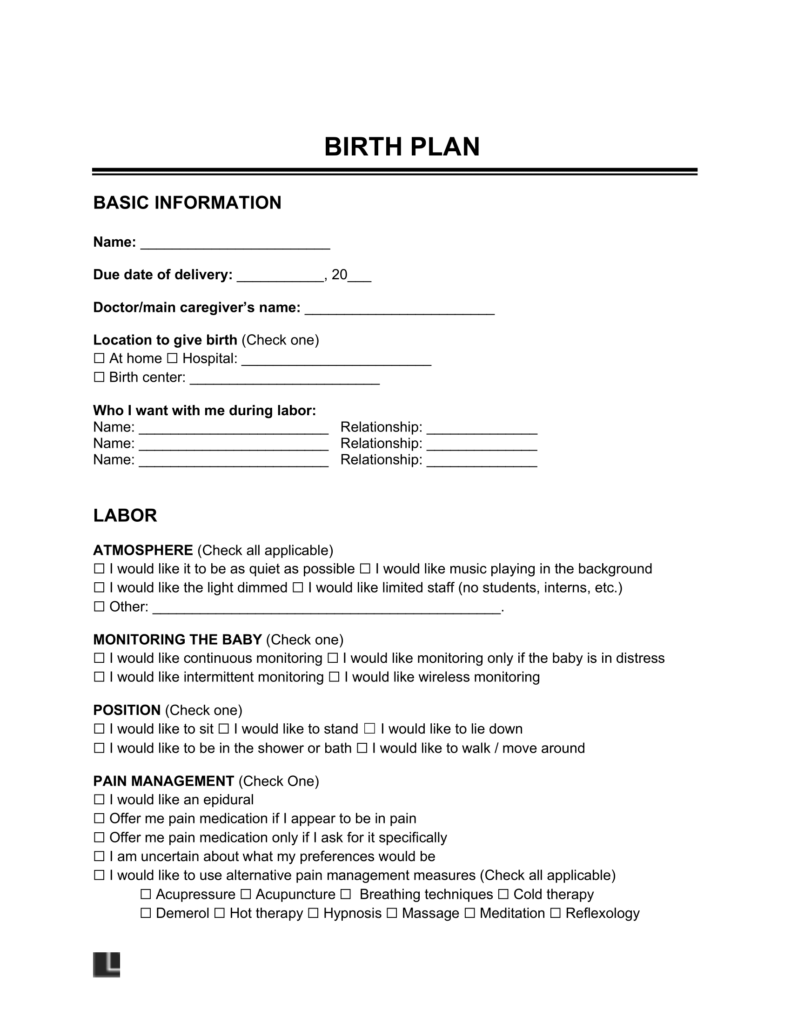 BIRTH PLAN
BASIC INFORMATION
Name: ________________________
Due date of delivery: ___________, 20___
Doctor/main caregiver’s name: ________________________
Location to give birth (Check one)
☐ At home ☐ Hospital: ________________________
☐ Birth center: ________________________
Who I want with me during labor:
Name: ________________________ Relationship: ______________
Name: ________________________ Relationship: ______________
Name: ________________________ Relationship: ______________
LABOR
ATMOSPHERE (Check all applicable)
☐ I would like it to be as quiet as possible ☐ I would like music playing in the background
☐ I would like the light dimmed ☐ I would like limited staff (no students, interns, etc.)
☐ Other: ____________________________________________.
MONITORING THE BABY (Check one)
☐ I would like continuous monitoring ☐ I would like monitoring only if the baby is in distress
☐ I would like intermittent monitoring ☐ I would like wireless monitoring
POSITION (Check one)
☐ I would like to sit ☐ I would like to stand ☐ I would like to lie down
☐ I would like to be in the shower or bath ☐ I would like to walk / move around
PAIN MANAGEMENT (Check One)
☐ I would like an epidural
☐ Offer me pain medication if I appear to be in pain
☐ Offer me pain medication only if I ask for it specifically
☐ I am uncertain about what my preferences would be
☐ I would like to use alternative pain management measures (Check all applicable)
☐ Acupressure ☐ Acupuncture ☐ Breathing techniques ☐ Cold therapy
☐ Demerol ☐ Hot therapy ☐ Hypnosis ☐ Massage ☐ Meditation ☐ Reflexology